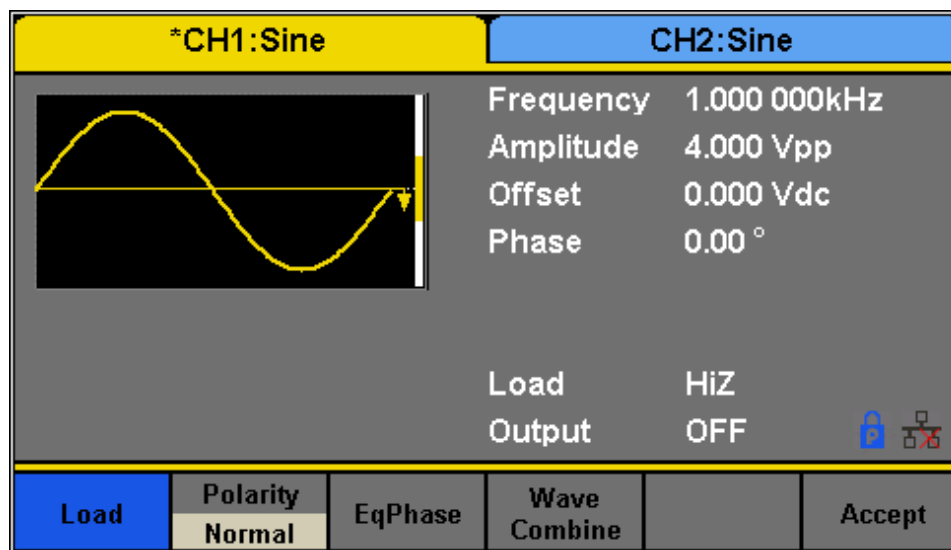 *CH1:Sine CH2:Sine
Frequency 1.000 000kHz
Amplitude 4.000 Vpp
Offset 0.000 Vdc
Phase 0.00 °
Load HiZ
Output OFF
P
Load
Polarity
Normal
EqPhase
Wave
Combine
Accept